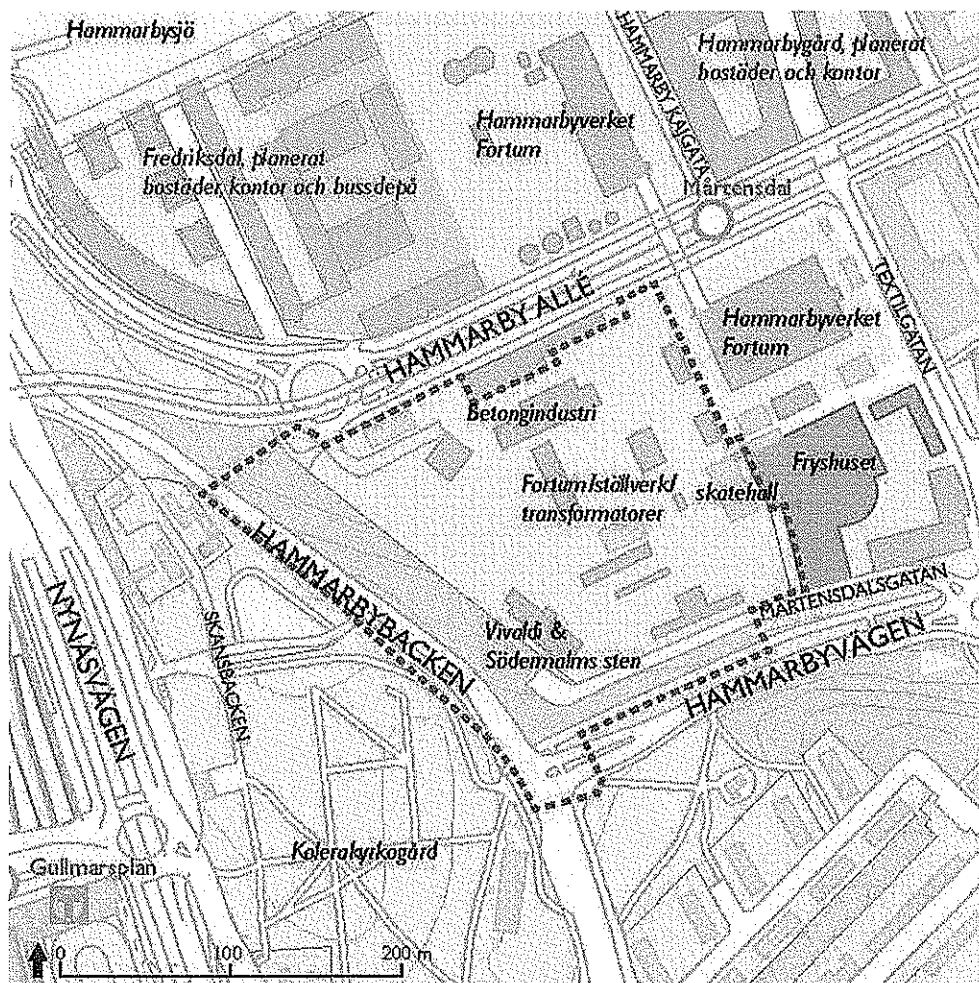 Hammarbysjö
HAMMARBY KAJGATA
Hammarbygård, planerat
bostäder och kontor
Hammarbyverket
Fortum
Fredriksdal, planerat
bostäder, kontor och bussdepå
Mårtensdal
HAMMARBY ALLÉ
TEXTILGATAN
Hammarbyverket
Fortum
Betongindustri
Fryshuset
Fortum/ställverk/
transformatorer
skatehall
HAMMARBYBACKEN
NYNÄSVÄGEN
SKANSBACKEN
MÅRTENSDALSGATAN
Vivaldi &
Södermalms sten
HAMMARBYVÄGEN
Kolerakyrkogård
Gullmarsplan
0 100 200 m